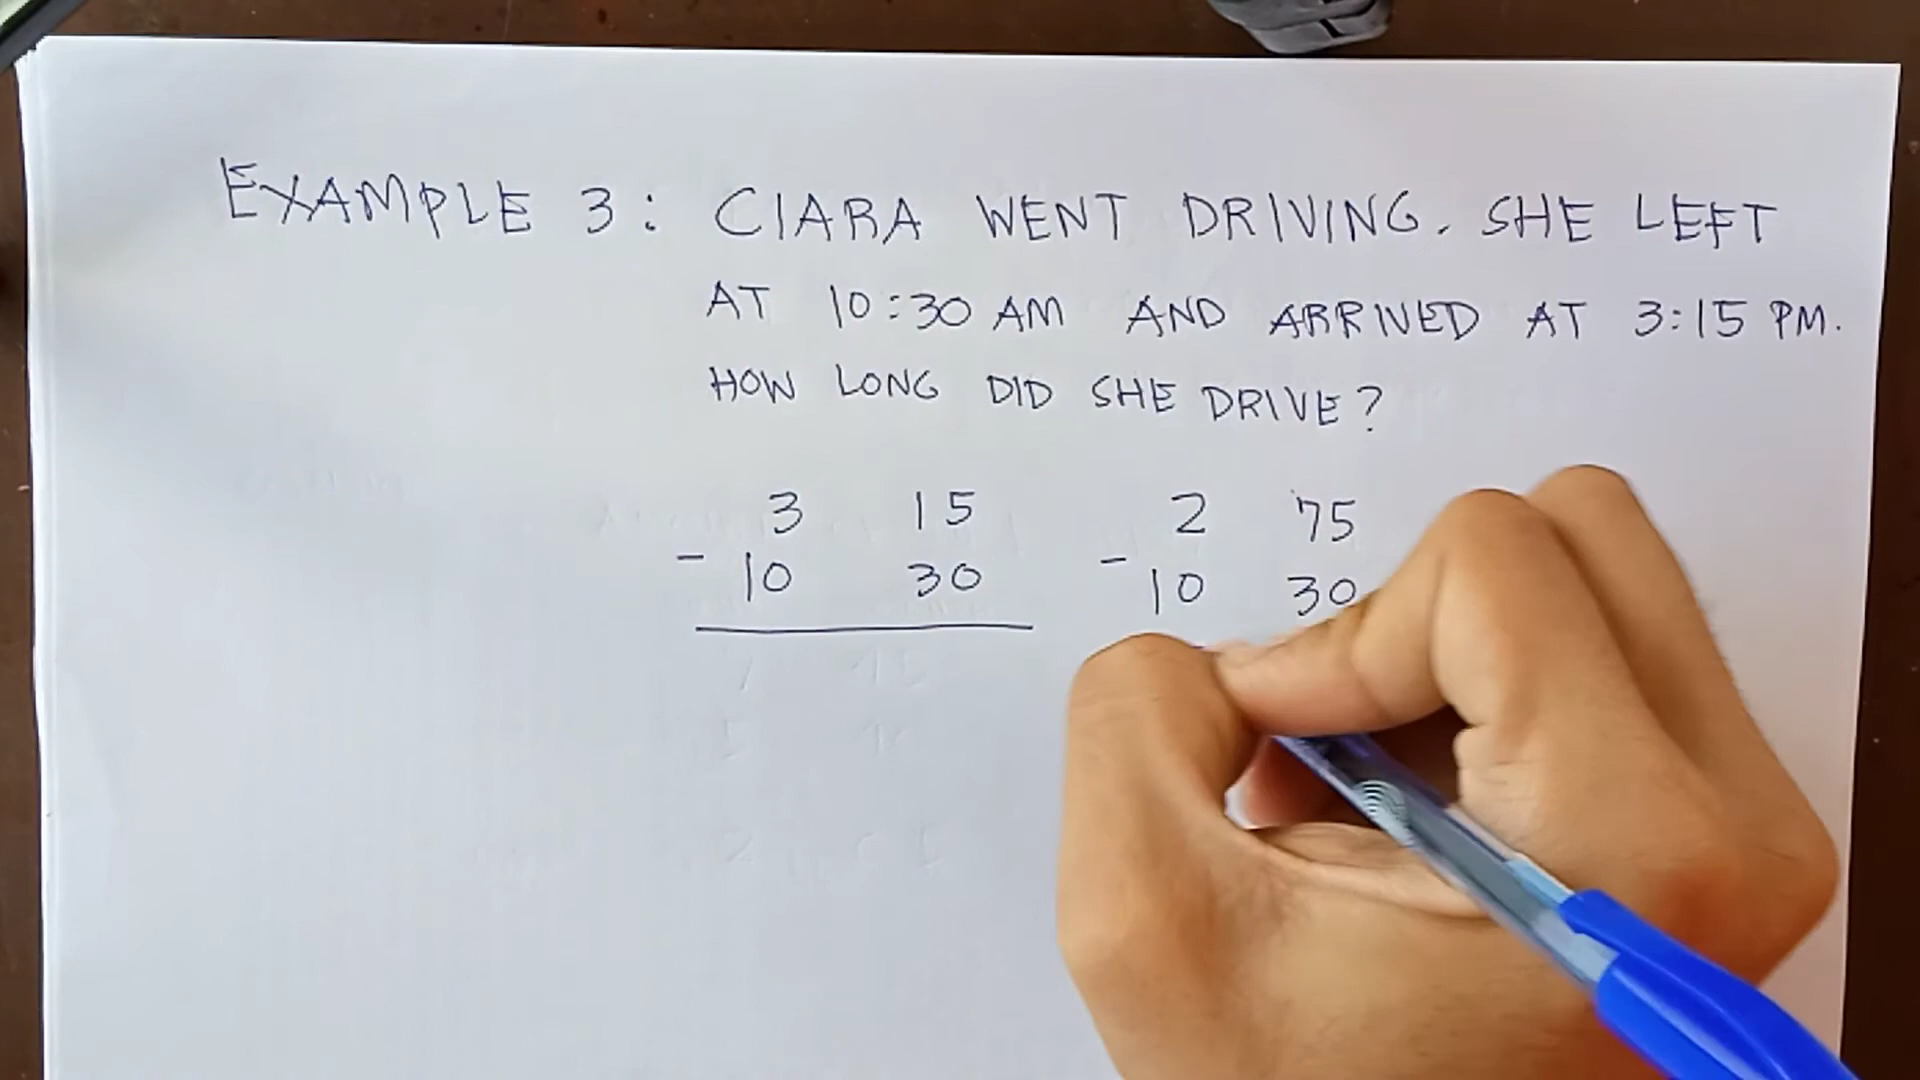 EXAMPLE 3: CIARA WENT DRIVING. SHE LEFT
AT 10:30 AM AND ARRIVED AT 3:15 PM.
HOW LONG DID SHE DRIVE?
3 15 2 75
- 10 30 - 10 30